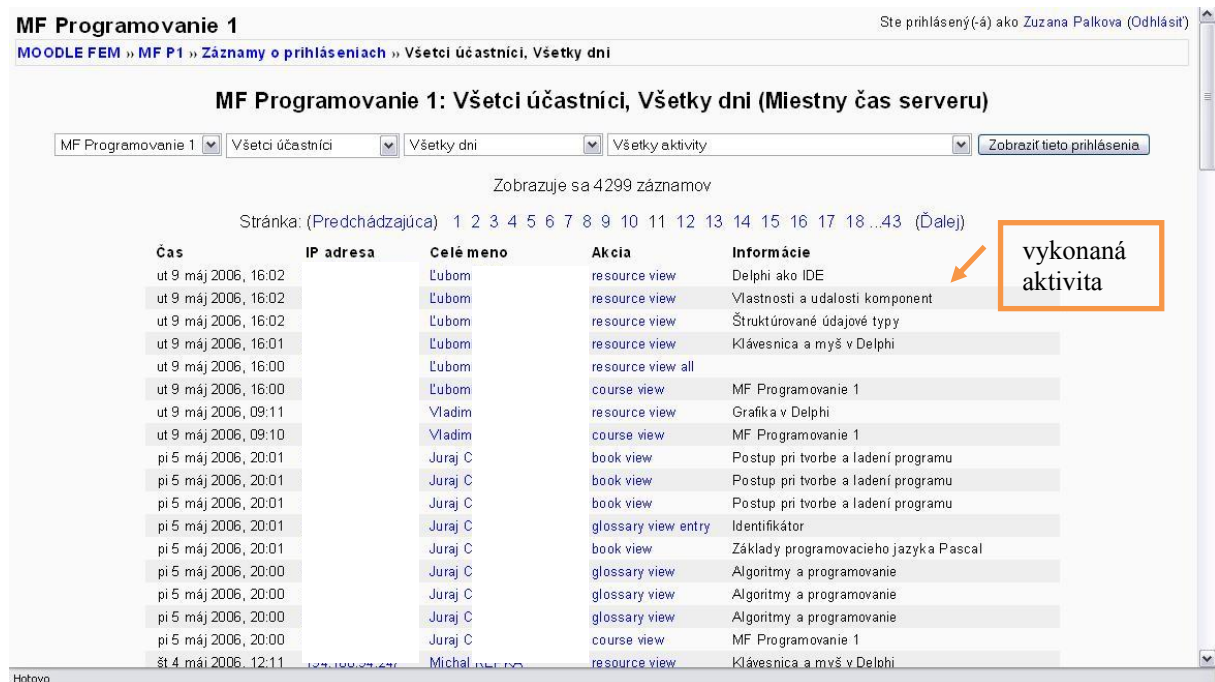 MF Programovanie 1
Ste prihlásený(-á) ako Zuzana Palkova (Odhlásiť)
MOODLE FEM » MF P1 » Záznamy o prihláseniach » Všetci účastníci, Všetky dni
MF Programovanie 1: Všetci účastníci, Všetky dni (Miestny čas serveru)
MF Programovanie 1 Všetci účastníci Všetky dni Všetky aktivity Zobraziť tieto prihlásenia
Zobrazuje sa 4299 záznamov
Stránka: (Predchádzajúca) 1 2 3 4 5 6 7 8 9 10 11 12 13 14 15 16 17 18 ...43 (Ďalej)
Čas IP adresa Celé meno Akcia Informácie
ut 9 máj 2006, 16:02 Ľubom resource view Delphi ako IDE
ut 9 máj 2006, 16:02 Ľubom resource view Vlastnosti a udalosti komponent
ut 9 máj 2006, 16:02 Ľubom resource view Štruktúrované údajové typy
ut 9 máj 2006, 16:01 Ľubom resource view Klávesnica a myš v Delphi
ut 9 máj 2006, 16:00 Ľubom resource view all
ut 9 máj 2006, 16:00 Ľubom course view MF Programovanie 1
ut 9 máj 2006, 09:11 Vladim resource view Grafika v Delphi
ut 9 máj 2006, 09:10 Vladim course view MF Programovanie 1
pi 5 máj 2006, 20:01 Juraj C book view Postup pri tvorbe a ladení programu
pi 5 máj 2006, 20:01 Juraj C book view Postup pri tvorbe a ladení programu
pi 5 máj 2006, 20:01 Juraj C book view Postup pri tvorbe a ladení programu
pi 5 máj 2006, 20:01 Juraj C glossary view entry Identifikátor
pi 5 máj 2006, 20:01 Juraj C book view Základy programovacieho jazyka Pascal
pi 5 máj 2006, 20:00 Juraj C glossary view Algoritmy a programovanie
pi 5 máj 2006, 20:00 Juraj C glossary view Algoritmy a programovanie
pi 5 máj 2006, 20:00 Juraj C glossary view Algoritmy a programovanie
pi 5 máj 2006, 20:00 Juraj C course view MF Programovanie 1
št 4 máj 2006, 12:11 Michal resource view Klávesnica a myš v Delphi
vykonaná
aktivita
Hotovo